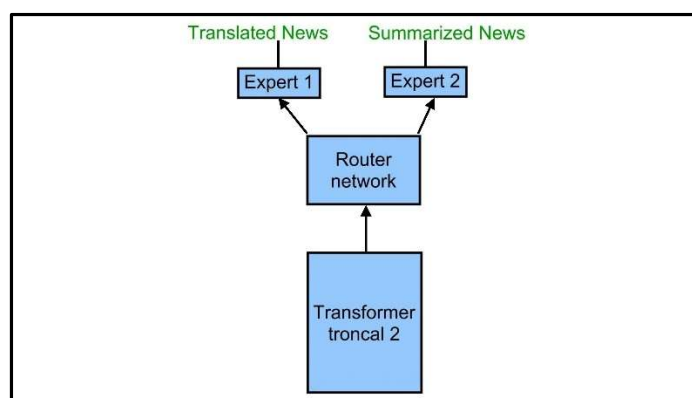 Translated News
Summarized News
Expert 1
Expert 2
Router
network
Transformer
troncal 2